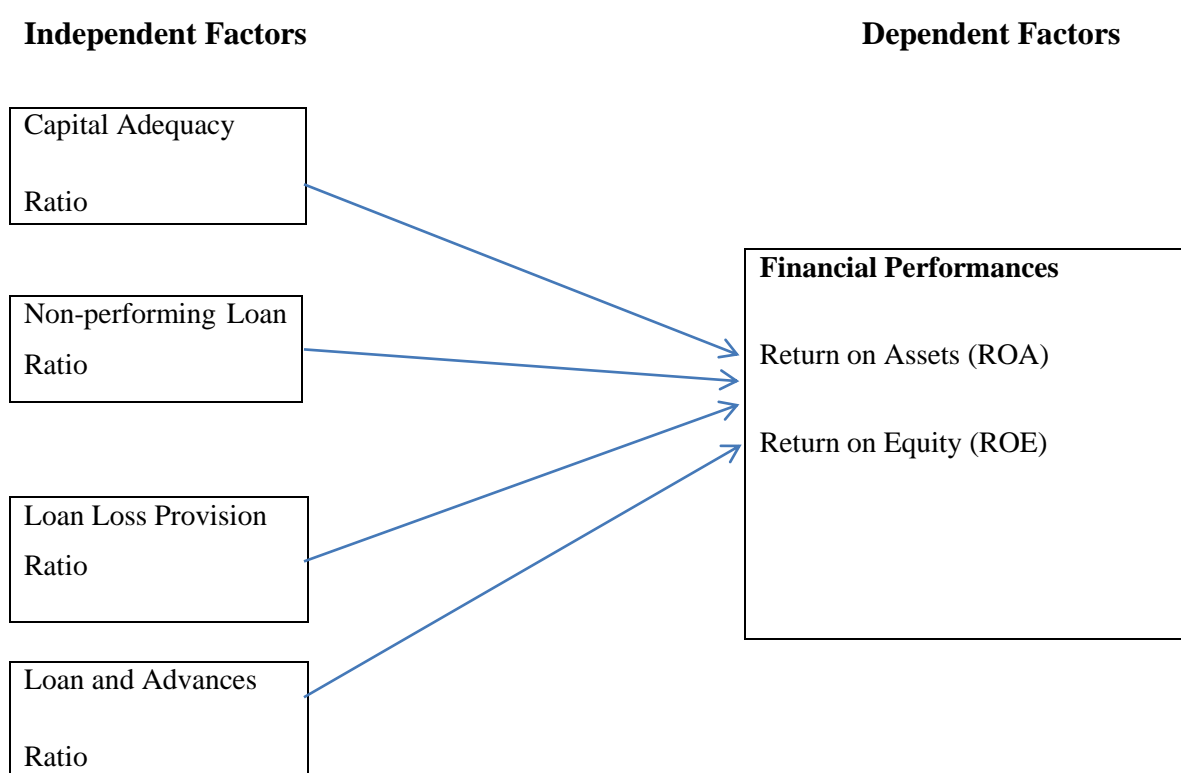 Independent Factors
Dependent Factors
Capital Adequacy
Ratio
Non-performing Loan
Ratio
Loan Loss Provision
Ratio
Loan and Advances
Ratio
Financial Performances
Return on Assets (ROA)
Return on Equity (ROE)